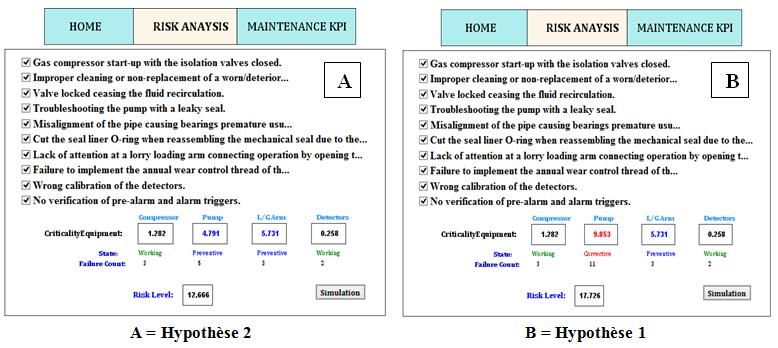 HOME RISK ANAYSIS MAINTENANCE KPI
A
Gas compressor start-up with the isolation valves closed.
Improper cleaning or non-replacement of a worn/deterior...
Valve locked ceasing the fluid recirculation.
Troubleshooting the pump with a leaky seal.
Misalignment of the pipe causing bearings premature usu...
Cut the seal liner O-ring when reassembling the mechanical seal due to the...
Lack of attention at a lorry loading arm connecting operation by opening t...
Failure to implement the annual wear control thread of th...
Wrong calibration of the detectors.
No verification of pre-alarm and alarm triggers.
Compressor Pump L/GArm Detectors
CriticalityEquipment: 1.282 4.791 5.731 0.258
State: Working Preventive Preventive Working
Failure Count: 3 5 3 2
Risk Level: 12.666 Simulation
A = Hypothèse 2
HOME RISK ANAYSIS MAINTENANCE KPI
B
Gas compressor start-up with the isolation valves closed.
Improper cleaning or non-replacement of a worn/deterior...
Valve locked ceasing the fluid recirculation.
Troubleshooting the pump with a leaky seal.
Misalignment of the pipe causing bearings premature usu...
Cut the seal liner O-ring when reassembling the mechanical seal due to the...
Lack of attention at a lorry loading arm connecting operation by opening t...
Failure to implement the annual wear control thread of th...
Wrong calibration of the detectors.
No verification of pre-alarm and alarm triggers.
Compressor Pump L/GArm Detectors
CriticalityEquipment: 1.282 9.853 5.731 0.258
State: Working Corrective Preventive Working
Failure Count: 3 11 3 2
Risk Level: 17.726 Simulation
B = Hypothèse 1